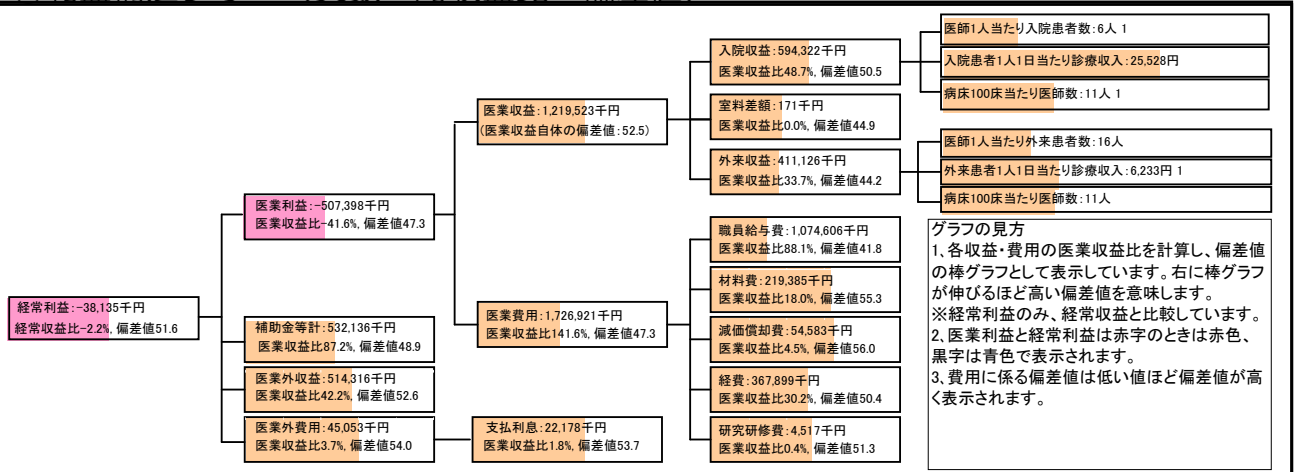 入院収益:594,322千円
医業収益比48.7%, 偏差値50.5
医師1人当たり入院患者数:6人 1
入院患者1人1日当たり診療収入:25,528円
病床100床当たり医師数:11人 1
医業収益:1,219,523千円
(医業収益自体の偏差値:52.5)
室料差額:171千円
医業収益比0.0%, 偏差値44.9
外来収益:411,126千円
医業収益比33.7%, 偏差値44.2
医師1人当たり外来患者数:16人
外来患者1人1日当たり診療収入:6,233円 1
病床100床当たり医師数:11人
医業利益:-507,398千円
医業収益比-41.6%, 偏差値47.3
経常利益:-38,135千円
経常収益比-2.2%, 偏差値51.6
補助金等計:532,136千円
医業収益比87.2%, 偏差値48.9
医業外収益:514,316千円
医業収益比42.2%, 偏差値52.6
医業外費用:45,053千円
医業収益比3.7%, 偏差値54.0
医業費用:1,726,921千円
医業収益比141.6%, 偏差値47.3
支払利息:22,178千円
医業収益比1.8%, 偏差値53.7
職員給与費:1,074,606千円
医業収益比88.1%, 偏差値41.8
材料費:219,385千円
医業収益比18.0%, 偏差値55.3
減価償却費:54,583千円
医業収益比4.5%, 偏差値56.0
経費:367,899千円
医業収益比30.2%, 偏差値50.4
研究研修費:4,517千円
医業収益比0.4%, 偏差値51.3
グラフの見方
1、各収益・費用の医業収益比を計算し、偏差値
の棒グラフとして表示しています。右に棒グラフ
が伸びるほど高い偏差値を意味します。
※経常利益のみ、経常収益と比較しています。
2、医業利益と経常利益は赤字のときは赤色、
黒字は青色で表示されます。
3、費用に係る偏差値は低い値ほど偏差値が高
く表示されます。